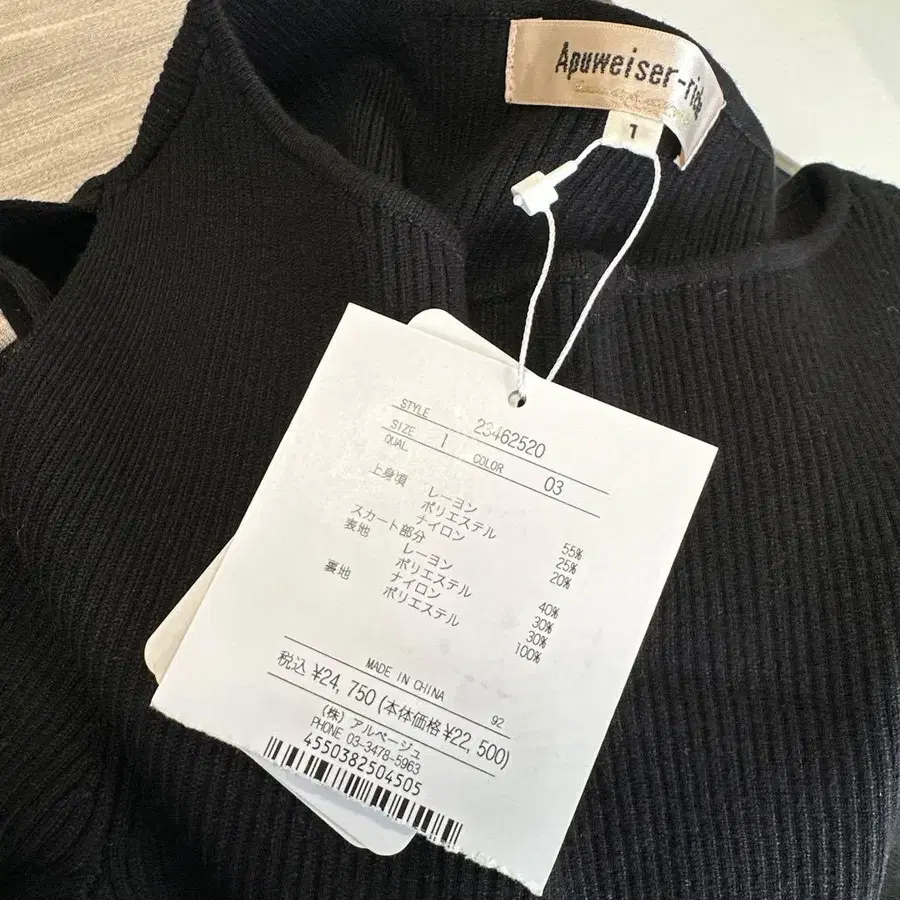 Apuweiser-riche
1
STYLE 23462520
SIZE 1 COLOR 03
QUAL
上身頃 レーヨン 55%
ポリエステル 25%
ナイロン 20%
スカート部分
表地 レーヨン 40%
ポリエステル 30%
ナイロン 30%
裏地 ポリエステル 100%
MADE IN CHINA 92
税込 ¥24,750(本体価格¥22,500)
(株) アルページュ
PHONE 03-3478-5963
4550382504505